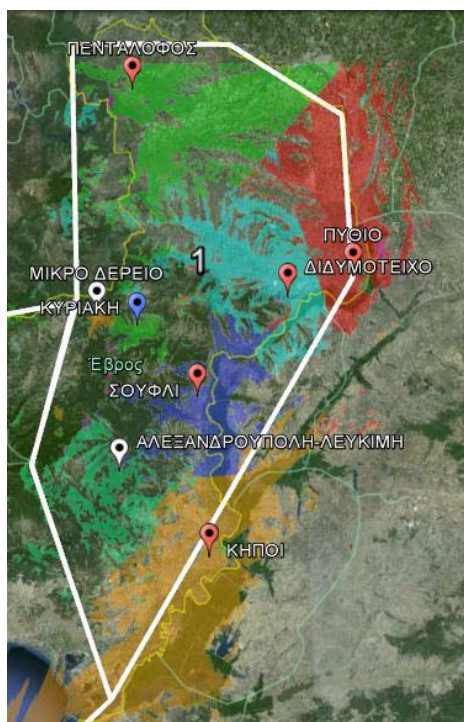 ΠΕΝΤΑΛΟΦΟΣ
ΠΥΘΙΟ
1
ΔΙΔΥΜΟΤΕΙΧΟ
ΜΙΚΡΟ ΔΕΡΕΙΟ
ΚΥΡΙΑΚΗ
Έβρος
ΣΟΥΦΛΙ
ΑΛΕΞΑΝΔΡΟΥΠΟΛΗ-ΛΕΥΚΙΜΗ
ΚΗΠΟΙ